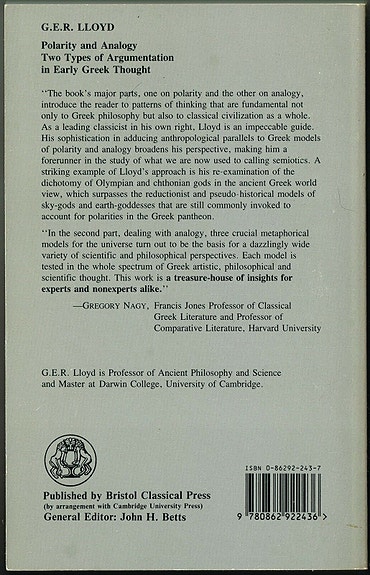 G.E.R. LLOYD
Polarity and Analogy
Two Types of Argumentation
in Early Greek Thought
"The book's major parts, one on polarity and the other on analogy,
introduce the reader to patterns of thinking that are fundamental not
only to Greek philosophy but also to classical civilization as a whole.
As a leading classicist in his own right, Lloyd is an impeccable guide.
His sophistication in adducing anthropological parallels to Greek models
of polarity and analogy broadens his perspective, making him a
forerunner in the study of what we are now used to calling semiotics. A
striking example of Lloyd's approach is his re-examination of the
dichotomy of Olympian and chthonian gods in the ancient Greek world
view, which surpasses the reductionist and pseudo-historical models of
sky-gods and earth-goddesses that are still commonly invoked to
account for polarities in the Greek pantheon.
"In the second part, dealing with analogy, three crucial metaphorical
models for the universe turn out to be the basis for a dazzlingly wide
variety of scientific and philosophical perspectives. Each model is
tested in the whole spectrum of Greek artistic, philosophical and
scientific thought. This work is a treasure-house of insights for
experts and nonexperts alike."
—GREGORY NAGY, Francis Jones Professor of Classical
Greek Literature and Professor of
Comparative Literature, Harvard University
G.E.R. Lloyd is Professor of Ancient Philosophy and Science
and Master at Darwin College, University of Cambridge.
ISBN 0-86292-243-7
Published by Bristol Classical Press
(by arrangement with Cambridge University Press)
General Editor: John H. Betts
9 780862 922436 >